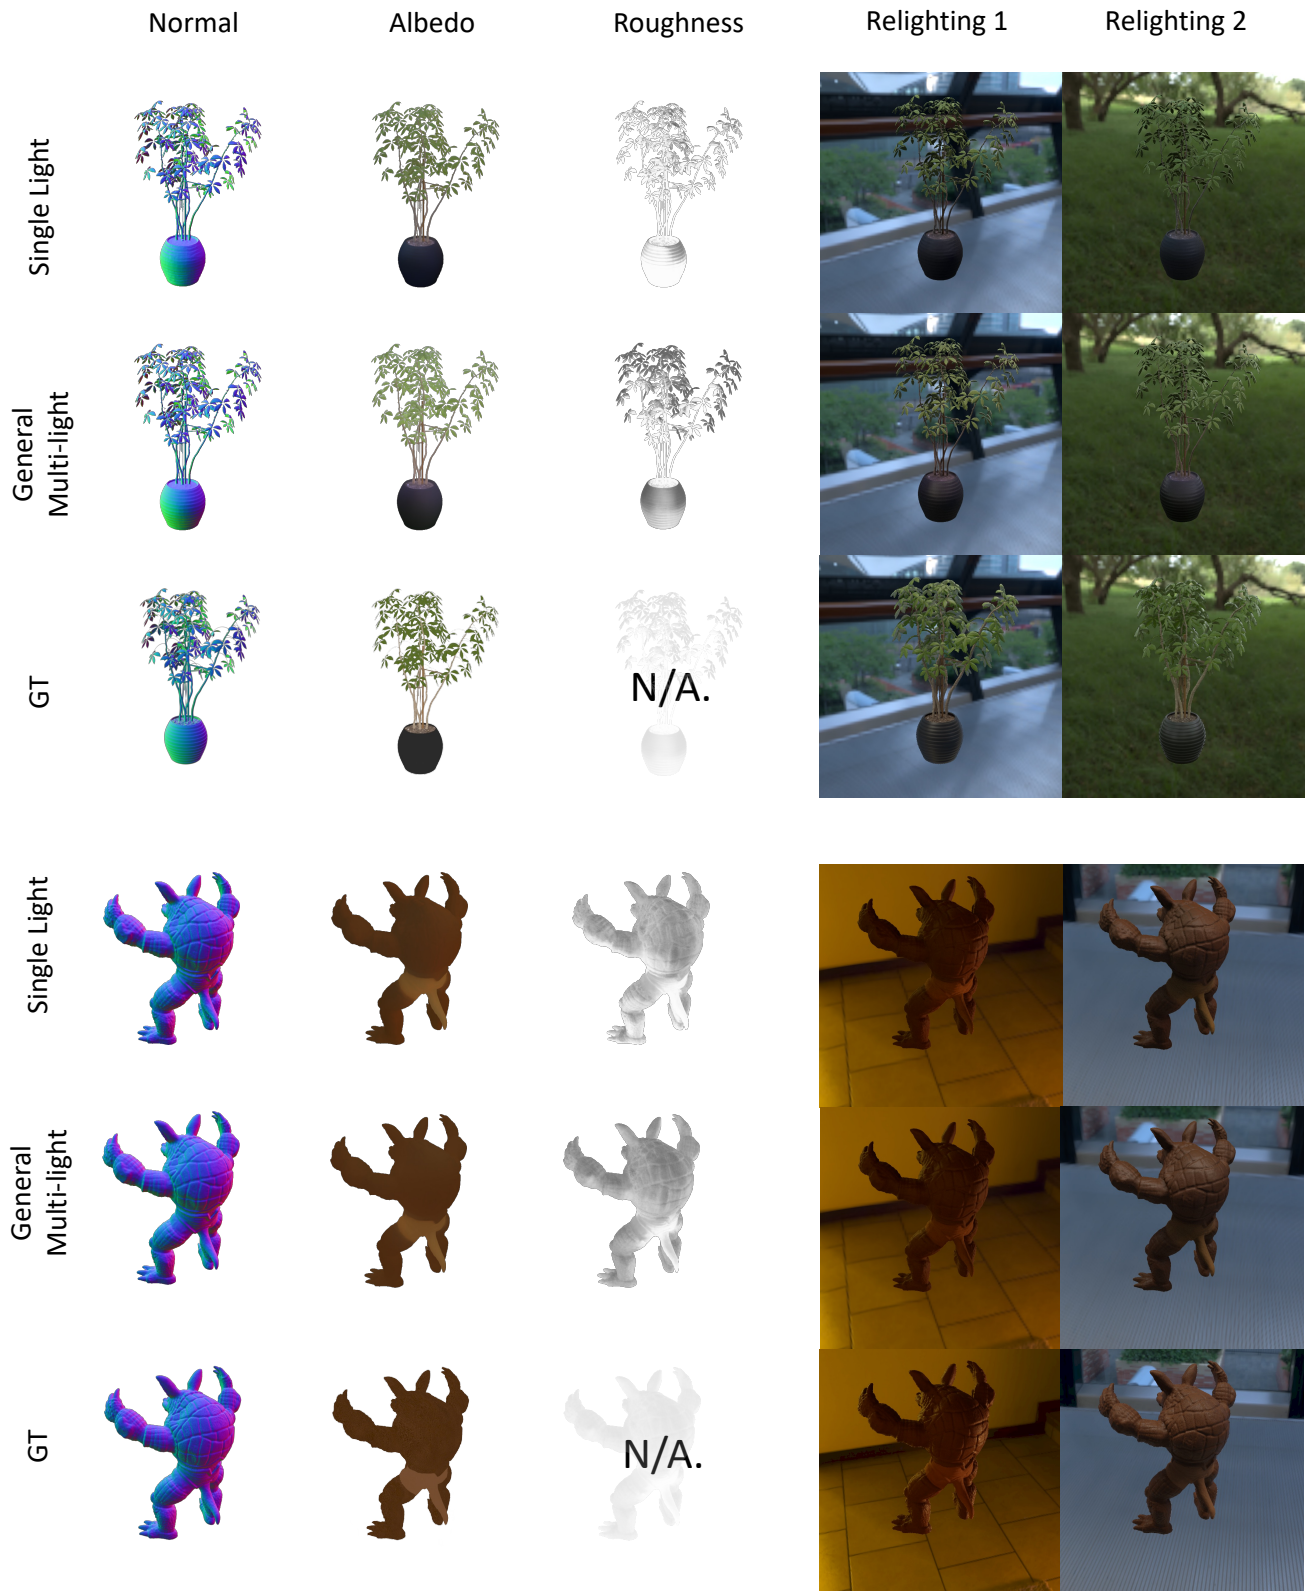 Normal Albedo Roughness Relighting 1 Relighting 2
Single Light
General
Multi-light
GT
N/A.
Single Light
General
Multi-light
GT
N/A.